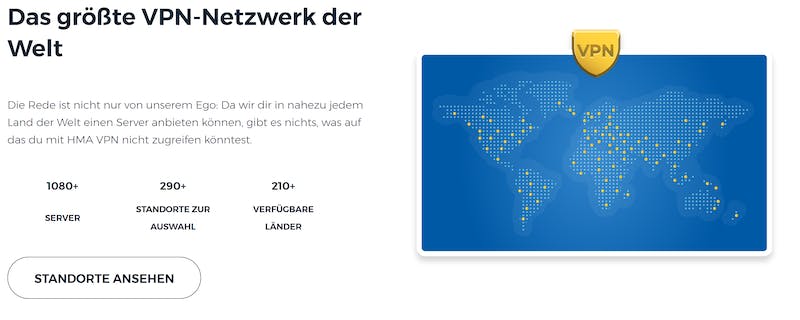 Das größte VPN-Netzwerk der
Welt
Die Rede ist nicht nur von unserem Ego: Da wir dir in nahezu jedem
Land der Welt einen Server anbieten können, gibt es nichts, was auf
das du mit HMA VPN nicht zugreifen könntest.
1080+
SERVER
290+
STANDORTE ZUR
AUSWAHL
210+
VERFÜGBARE
LÄNDER
STANDORTE ANSEHEN
VPN